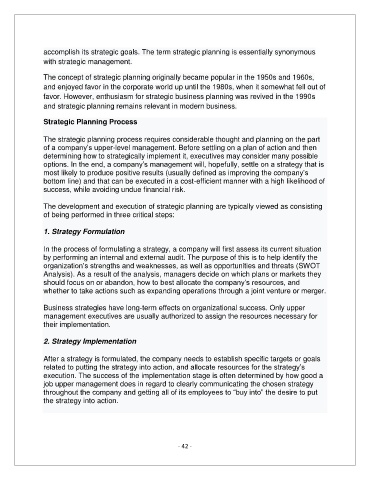 accomplish its strategic goals. The term strategic planning is essentially synonymous
with strategic management.
The concept of strategic planning originally became popular in the 1950s and 1960s,
and enjoyed favor in the corporate world up until the 1980s, when it somewhat fell out of
favor. However, enthusiasm for strategic business planning was revived in the 1990s
and strategic planning remains relevant in modern business.
Strategic Planning Process
The strategic planning process requires considerable thought and planning on the part
of a company's upper-level management. Before settling on a plan of action and then
determining how to strategically implement it, executives may consider many possible
options. In the end, a company's management will, hopefully, settle on a strategy that is
most likely to produce positive results (usually defined as improving the company's
bottom line) and that can be executed in a cost-efficient manner with a high likelihood of
success, while avoiding undue financial risk.
The development and execution of strategic planning are typically viewed as consisting
of being performed in three critical steps:
1. Strategy Formulation
In the process of formulating a strategy, a company will first assess its current situation
by performing an internal and external audit. The purpose of this is to help identify the
organization's strengths and weaknesses, as well as opportunities and threats (SWOT
Analysis). As a result of the analysis, managers decide on which plans or markets they
should focus on or abandon, how to best allocate the company's resources, and
whether to take actions such as expanding operations through a joint venture or merger.
Business strategies have long-term effects on organizational success. Only upper
management executives are usually authorized to assign the resources necessary for
their implementation.
2. Strategy Implementation
After a strategy is formulated, the company needs to establish specific targets or goals
related to putting the strategy into action, and allocate resources for the strategy's
execution. The success of the implementation stage is often determined by how good a
job upper management does in regard to clearly communicating the chosen strategy
throughout the company and getting all of its employees to "buy into" the desire to put
the strategy into action.
- 42 -